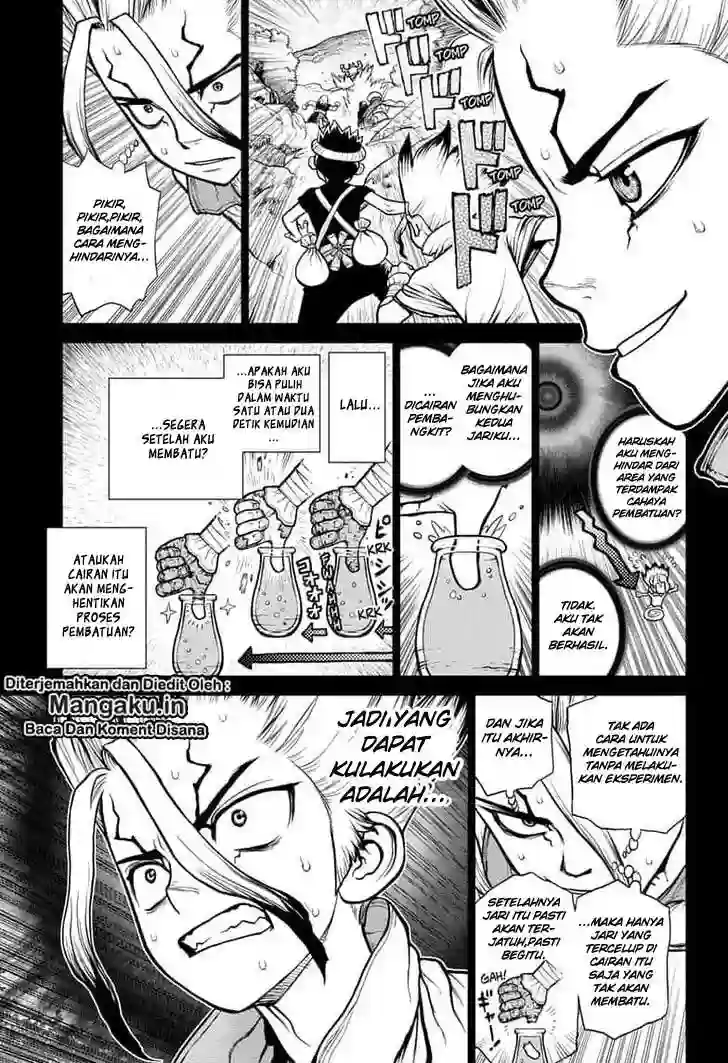 TOMP
TOMP
TOMP
TOMP
TOMP
ド
ド
ド
ド
PIKIR,
PIKIR,PIKIR,
BAGAIMANA
CARA MENG-
HINDARINYA...
HARUSKAH
AKU MENG-
HINDAR DARI
AREA YANG
TERDAMPAK
CAHAYA
PEMBATUAN?
TIDAK.
AKU TAK
AKAN
BERHASIL.
BAGAIMANA
JIKA AKU
MENGHU-
BUNGKAN
KEDUA
JARIKU...
...
DICAIRAN
PEMBA-
NGKIT?
LALU...
...APAKAH AKU
BISA PULIH
DALAM WAKTU
SATU ATAU DUA
DETIK KEMUDIAN
...
...SEGERA
SETELAH AKU
MEMBATU?
KRK
KRK
ATAUKAH
CAIRAN ITU
AKAN MENG-
HENTIKAN
PROSES
PEMBATUAN?
TAK ADA
CARA UNTUK
MENGETAHUINYA
TANPA MELAKU-
KAN EKSPERIMEN.
DAN JIKA
ITU AKHIR-
NYA...
...MAKA HANYA
JARI YANG
TERCELUP DI
CAIRAN ITU
SAJA YANG
TAK AKAN
MEMBATU.
SETELAHNYA
JARI ITU PASTI
AKAN TER-
JATUH,PASTI
BEGITU.
GAH!
JADI,YANG
DAPAT
KULAKUKAN
ADALAH...
Diterjemahkan dan Diedit Oleh :
Mangaku.in
Baca Dan Koment Disana